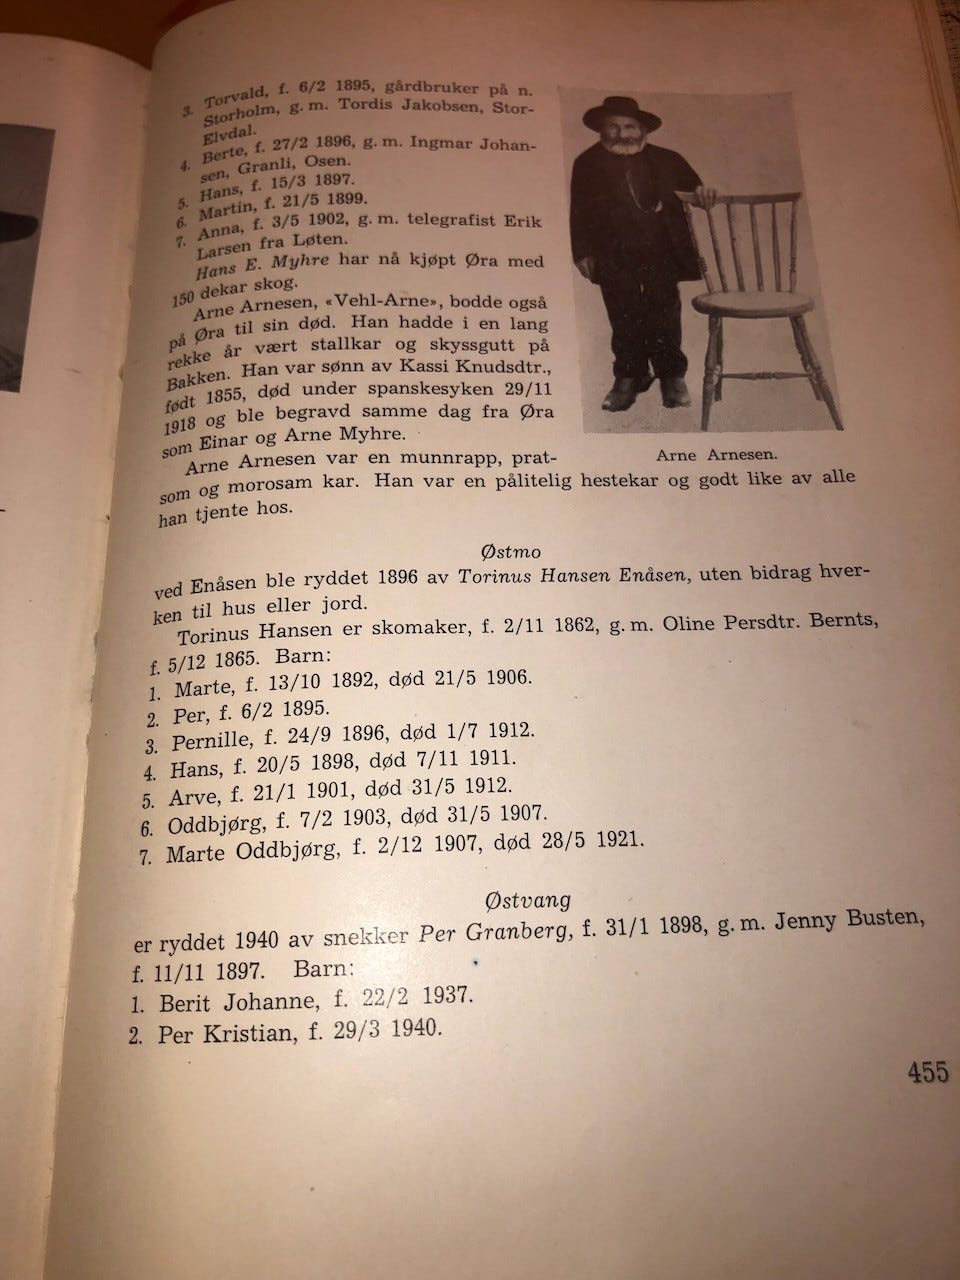 3. Torvald, f. 6/2 1895, gårdbruker på n.
Storholm, g. m. Tordis Jakobsen, Stor-
Elvdal.
4. Berte, f. 27/2 1896, g. m. Ingmar Johan-
sen, Granli, Osen.
5. Hans, f. 15/3 1897.
6. Martin, f. 21/5 1899.
7. Anna, f. 3/5 1902, g. m. telegrafist Erik
Larsen fra Løten.
Hans E. Myhre har nå kjøpt Øra med
150 dekar skog.
Arne Arnesen, «Vehl-Arne», bodde også
på Øra til sin død. Han hadde i en lang
rekke år vært stallkar og skyssgutt på
Bakken. Han var sønn av Kassi Knudsdtr.,
født 1855, død under spanskesyken 29/11
1918 og ble begravd samme dag fra Øra
som Einar og Arne Myhre.
Arne Arnesen.
Arne Arnesen var en munnrapp, prat-
som og morosam kar. Han var en pålitelig hestekar og godt like av alle
han tjente hos.
Østmo
ved Enåsen ble ryddet 1896 av Torinus Hansen Enåsen, uten bidrag hver-
ken til hus eller jord.
Torinus Hansen er skomaker, f. 2/11 1862, g. m. Oline Persdtr. Bernts,
f. 5/12 1865. Barn:
1. Marte, f. 13/10 1892, død 21/5 1906.
2. Per, f. 6/2 1895.
3. Pernille, f. 24/9 1896, død 1/7 1912.
4. Hans, f. 20/5 1898, død 7/11 1911.
5. Arve, f. 21/1 1901, død 31/5 1912.
6. Oddbjørg, f. 7/2 1903, død 31/5 1907.
7. Marte Oddbjørg, f. 2/12 1907, død 28/5 1921.
Østvang
er ryddet 1940 av snekker Per Granberg, f. 31/1 1898, g. m. Jenny Busten,
f. 11/11 1897. Barn:
1. Berit Johanne, f. 22/2 1937.
2. Per Kristian, f. 29/3 1940.
455